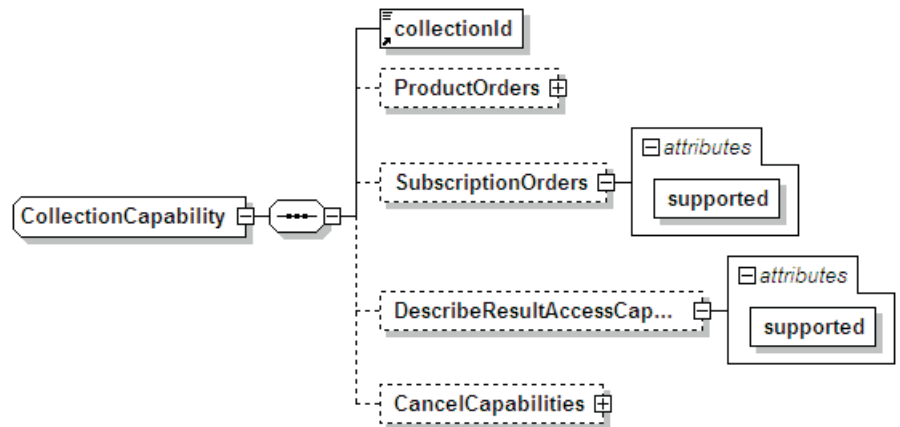 collectionId
ProductOrders
attributes
SubscriptionOrders
supported
CollectionCapability
attributes
DescribeResultAccessCap...
supported
CancelCapabilities